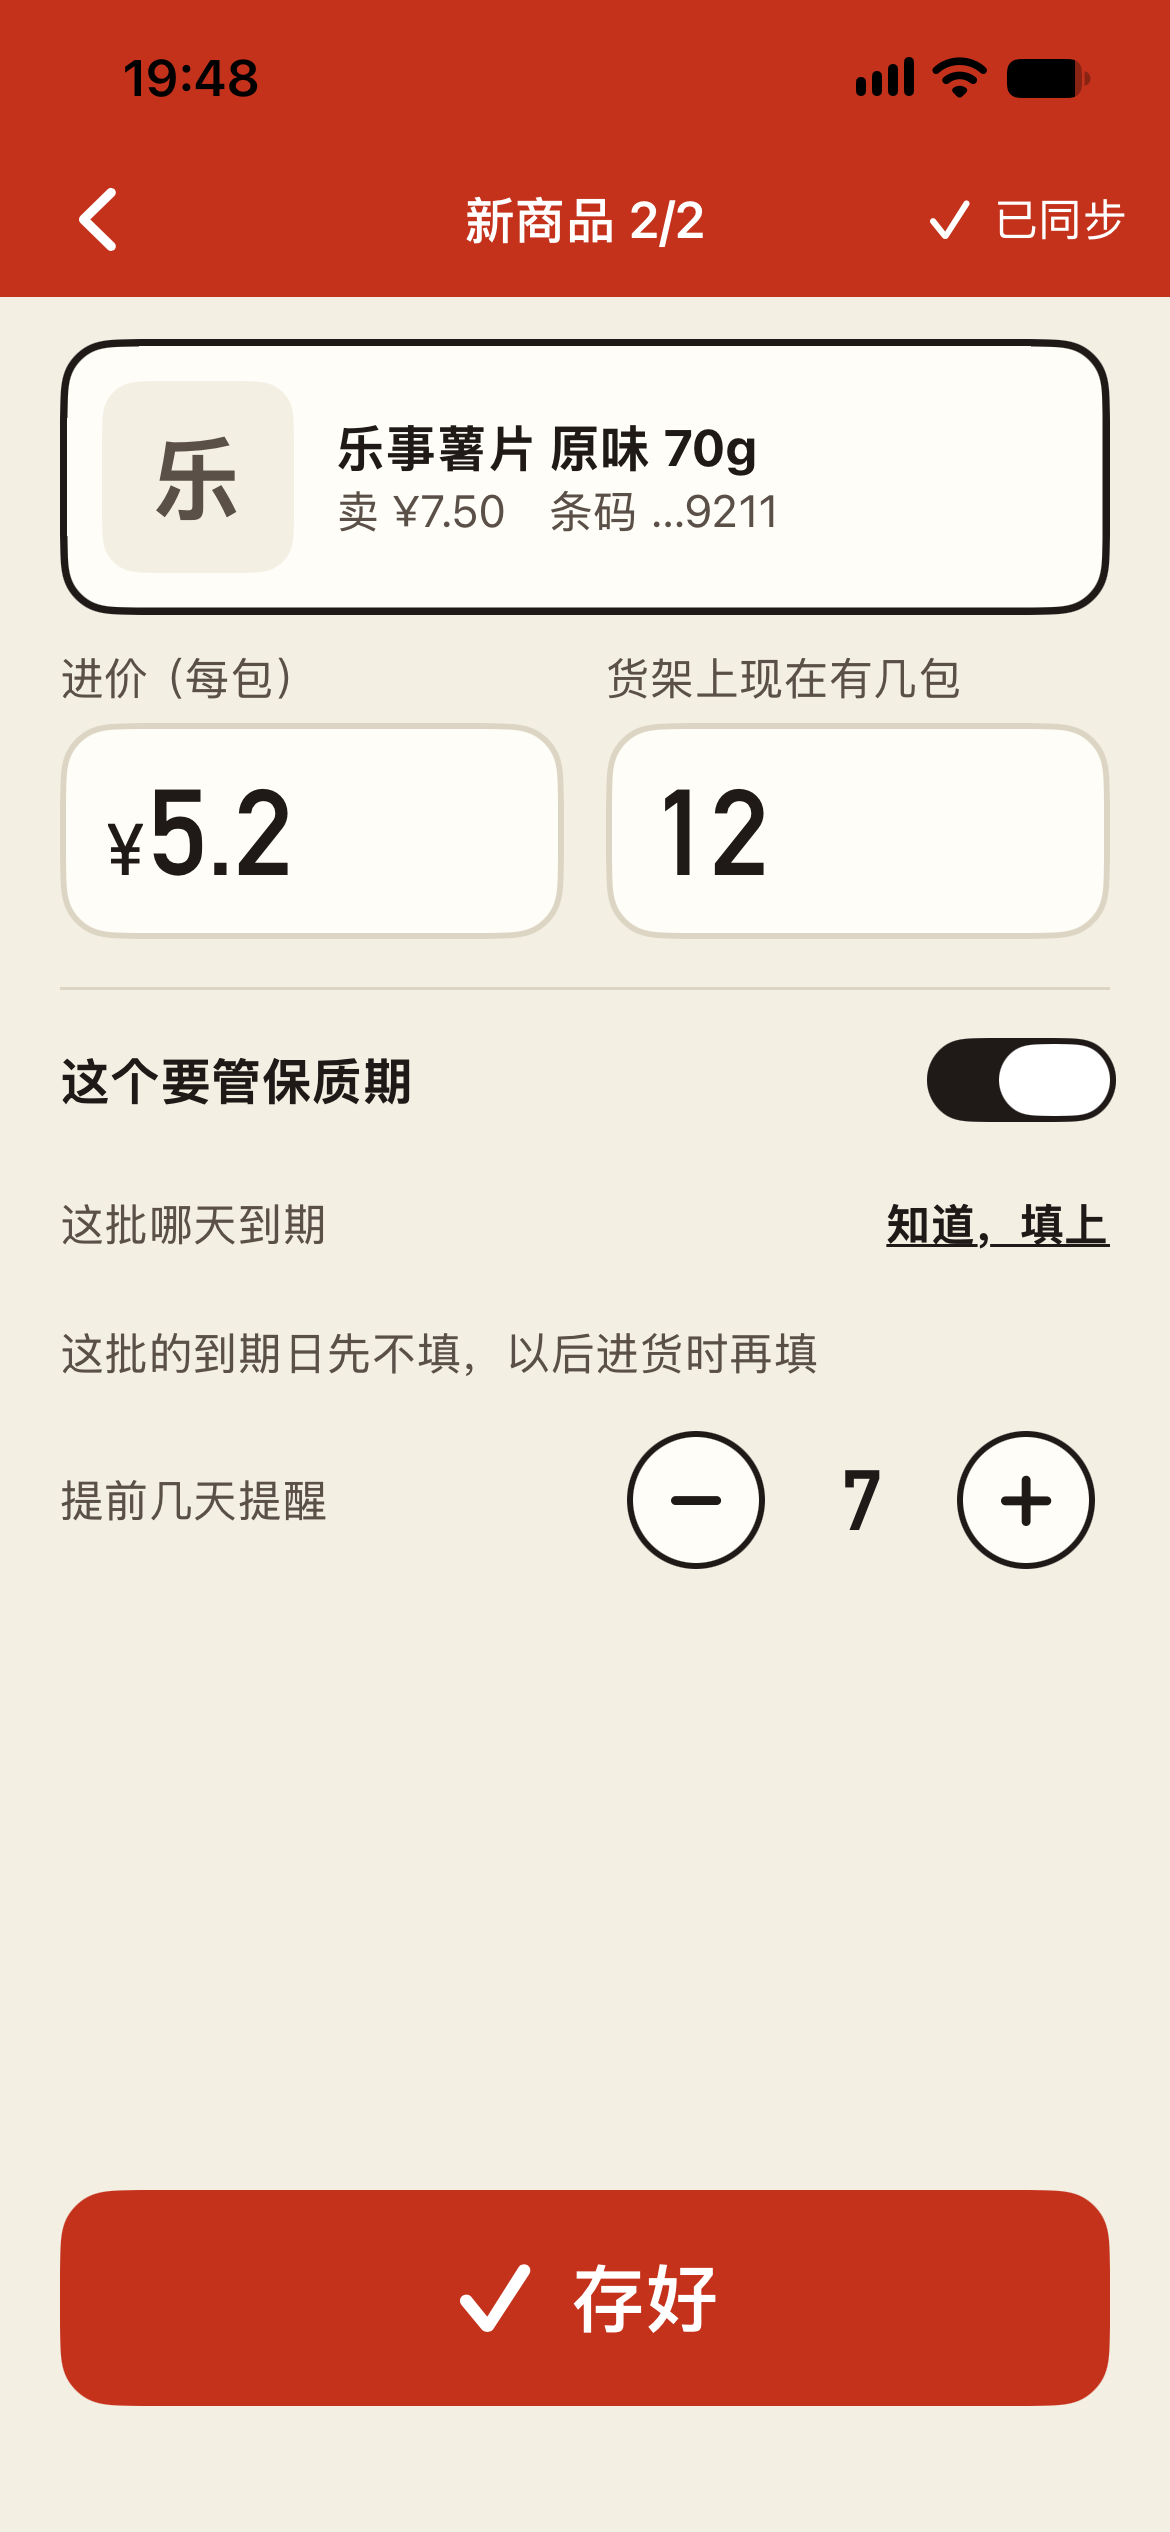 19:48
新商品 2/2
已同步
乐
乐事薯片 原味 70g
卖 ¥7.50 条码 ...9211
进价（每包）
货架上现在有几包
¥5.2
12
这个要管保质期
这批哪天到期
知道，填上
这批的到期日先不填，以后进货时再填
提前几天提醒
7
存好